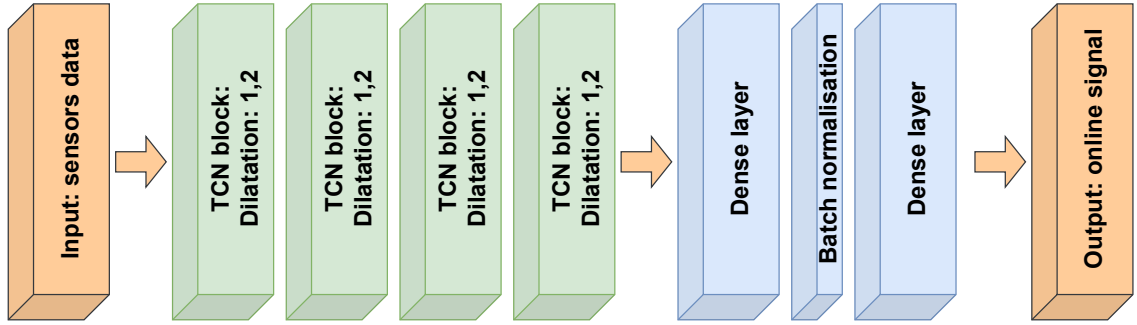 Input: sensors data
TCN block:
Dilatation: 1,2
TCN block:
Dilatation: 1,2
TCN block:
Dilatation: 1,2
TCN block:
Dilatation: 1,2
Dense layer
Batch normalisation
Dense layer
Output: online signal